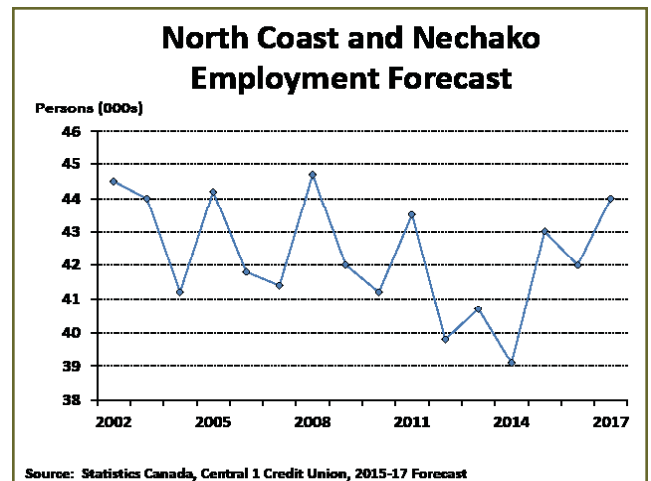 North Coast and Nechako
Employment Forecast
Persons (000s)
46
45
44
43
42
41
40
39
38
2002 2005 2008 2011 2014 2017
Source: Statistics Canada, Central 1 Credit Union, 2015-17 Forecast